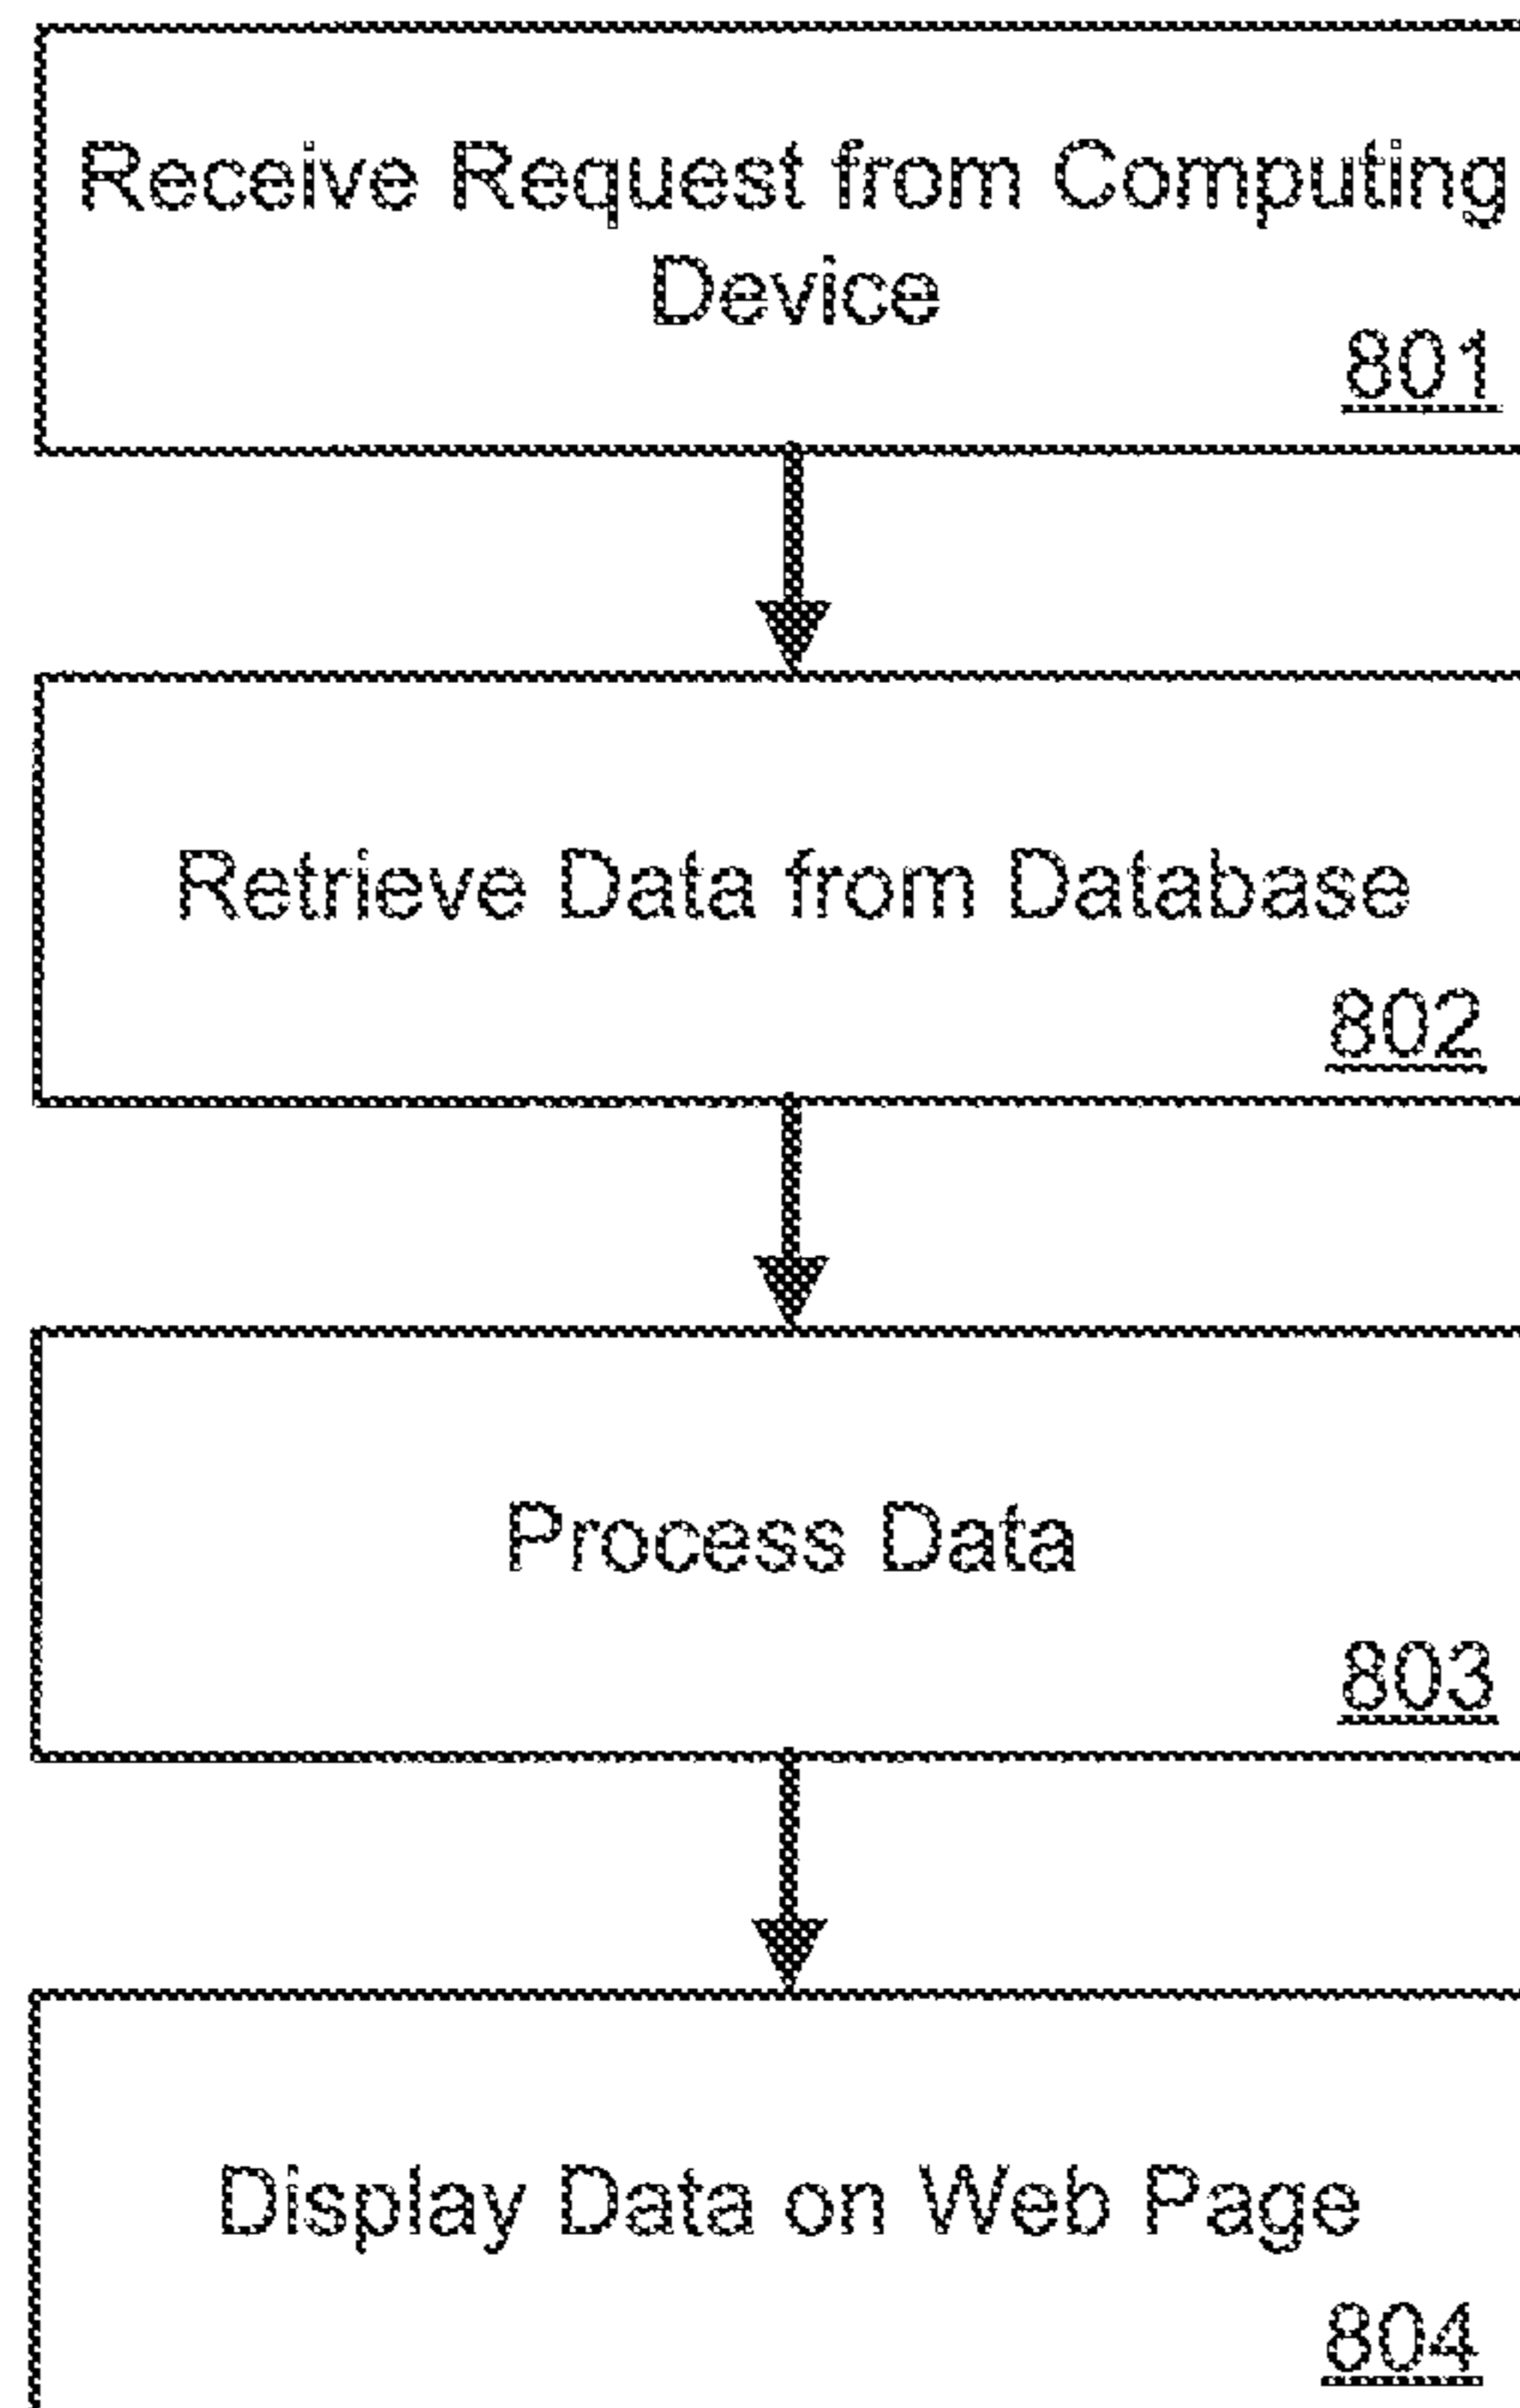 Receive Request from Computing
Device
801
Retrieve Data from Database
802
Process Data
803
Display Data on Web Page
804